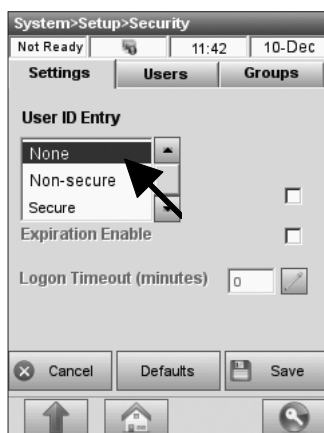 System>Setup>Security
Not Ready 11:42 10-Dec
Settings Users Groups
User ID Entry
None
Non-secure
Secure
Expiration Enable
Logon Timeout (minutes) 0
Cancel Defaults Save